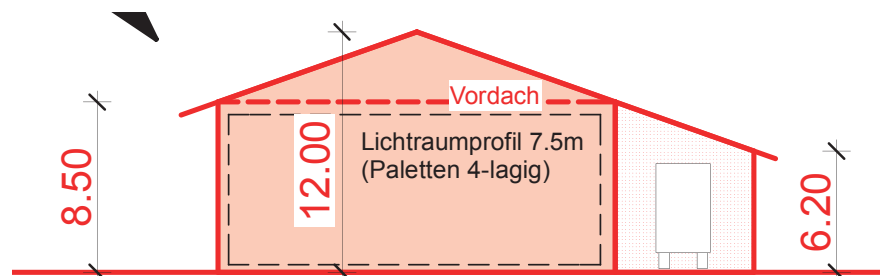 Vordach
Lichtraumprofil 7.5m
(Paletten 4-lagig)
8.50
12.00
6.20